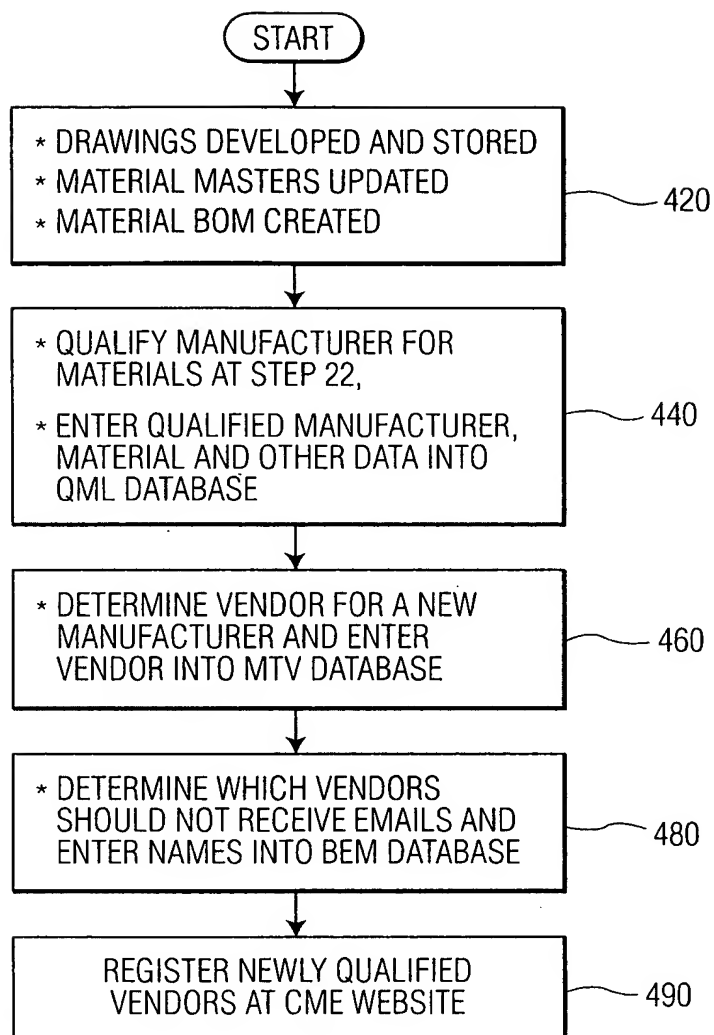 START
* DRAWINGS DEVELOPED AND STORED
* MATERIAL MASTERS UPDATED
* MATERIAL BOM CREATED
420
* QUALIFY MANUFACTURER FOR
MATERIALS AT STEP 22,
* ENTER QUALIFIED MANUFACTURER,
MATERIAL AND OTHER DATA INTO
QML DATABASE
440
* DETERMINE VENDOR FOR A NEW
MANUFACTURER AND ENTER
VENDOR INTO MTV DATABASE
460
* DETERMINE WHICH VENDORS
SHOULD NOT RECEIVE EMAILS AND
ENTER NAMES INTO BEM DATABASE
480
REGISTER NEWLY QUALIFIED
VENDORS AT CME WEBSITE
490